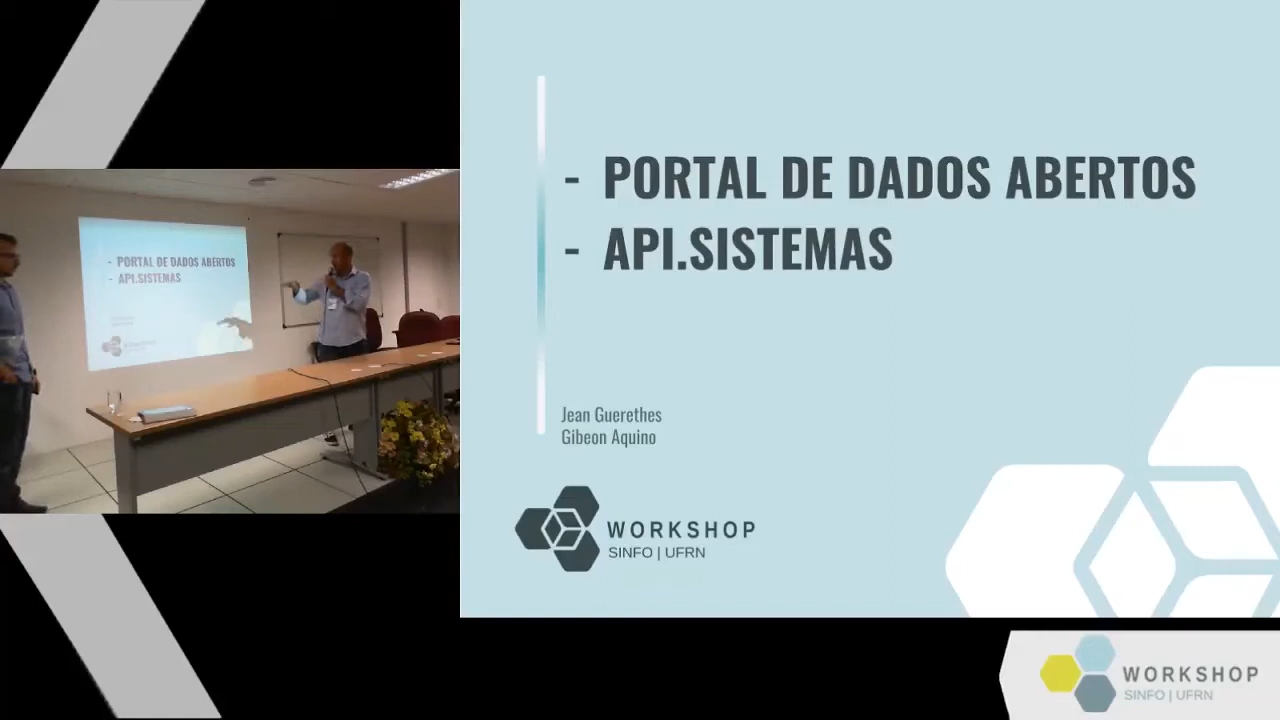 - PORTAL DE DADOS ABERTOS
- API.SISTEMAS
Jean Guerethes
Gibeon Aquino
WORKSHOP
SINFO | UFRN
- PORTAL DE DADOS ABERTOS
- API.SISTEMAS
WORKSHOP
SINFO | UFRN